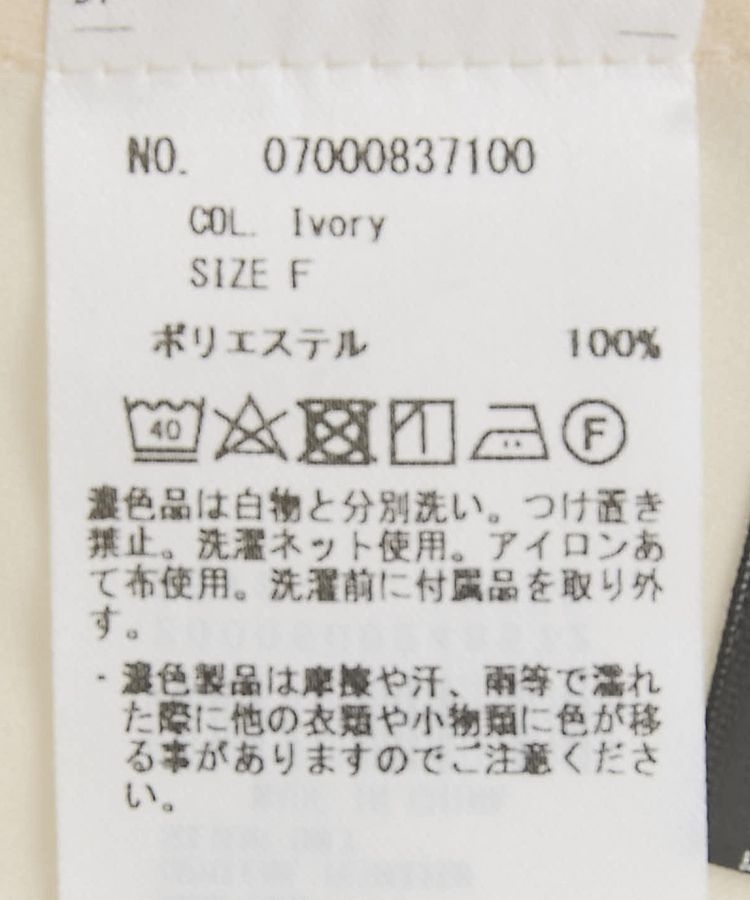 NO. 07000837100
COL. Ivory
SIZE F
ポリエステル 100%
40 F
濃色品は白物と分別洗い。つけ置き
禁止。洗濯ネット使用。アイロンあ
て布使用。洗濯前に付属品を取り外
す。
・濃色製品は摩擦や汗、雨等で濡れ
た際に他の衣類や小物類に色が移
る事がありますのでご注意くださ
い。